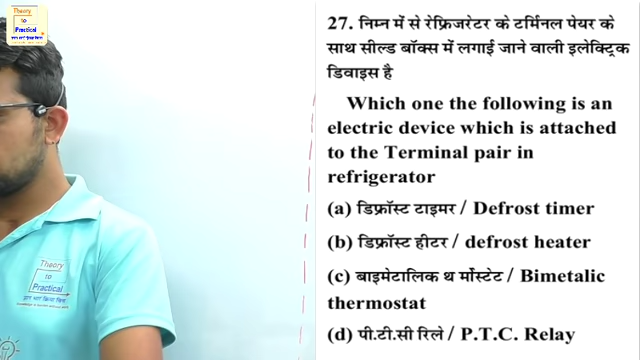 Theory
to
Practical
27. निम्न में से रेफ्रिजरेटर के टर्मिनल पेयर के
साथ सील्ड बॉक्स में लगाई जाने वाली इलेक्ट्रिक
डिवाइस है
Which one the following is an
electric device which is attached
to the Terminal pair in
refrigerator
(a) डिफ्रॉस्ट टाइमर / Defrost timer
(b) डिफ्रॉस्ट हीटर / defrost heater
(c) बाइमेटालिक थ र्मोस्टेट / Bimetalic
thermostat
(d) पी.टी.सी रिले / P.T.C. Relay
Theory
to
Practical